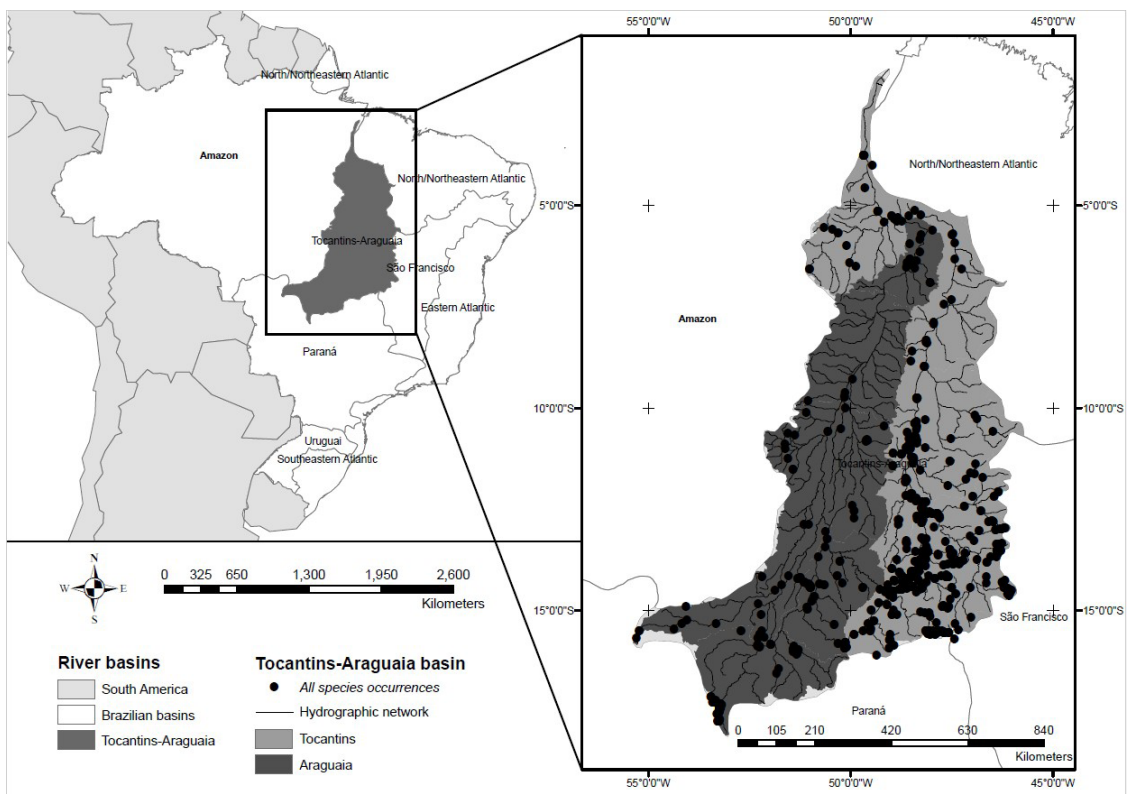 55°0'0"W 50°0'0"W 45°0'0"W
North/Northeastern Atlantic
Amazon
North/Northeastern Atlantic
Tocantins-Araguaia
São Francisco
Eastern Atlantic
Paraná
Uruguai
Southeastern Atlantic
North/Northeastern Atlantic
5°0'0"S
5°0'0"S
Amazon
10°0'0"S
10°0'0"S
Tocantins-Araguaia
15°0'0"S
15°0'0"S
São Francisco
Paraná
0 105 210 420 630 840
Kilometers
55°0'0"W 50°0'0"W 45°0'0"W
N
W E
S
0 325 650 1,300 1,950 2,600
Kilometers
River basins
South America
Brazilian basins
Tocantins-Araguaia
Tocantins-Araguaia basin
All species occurrences
Hydrographic network
Tocantins
Araguaia